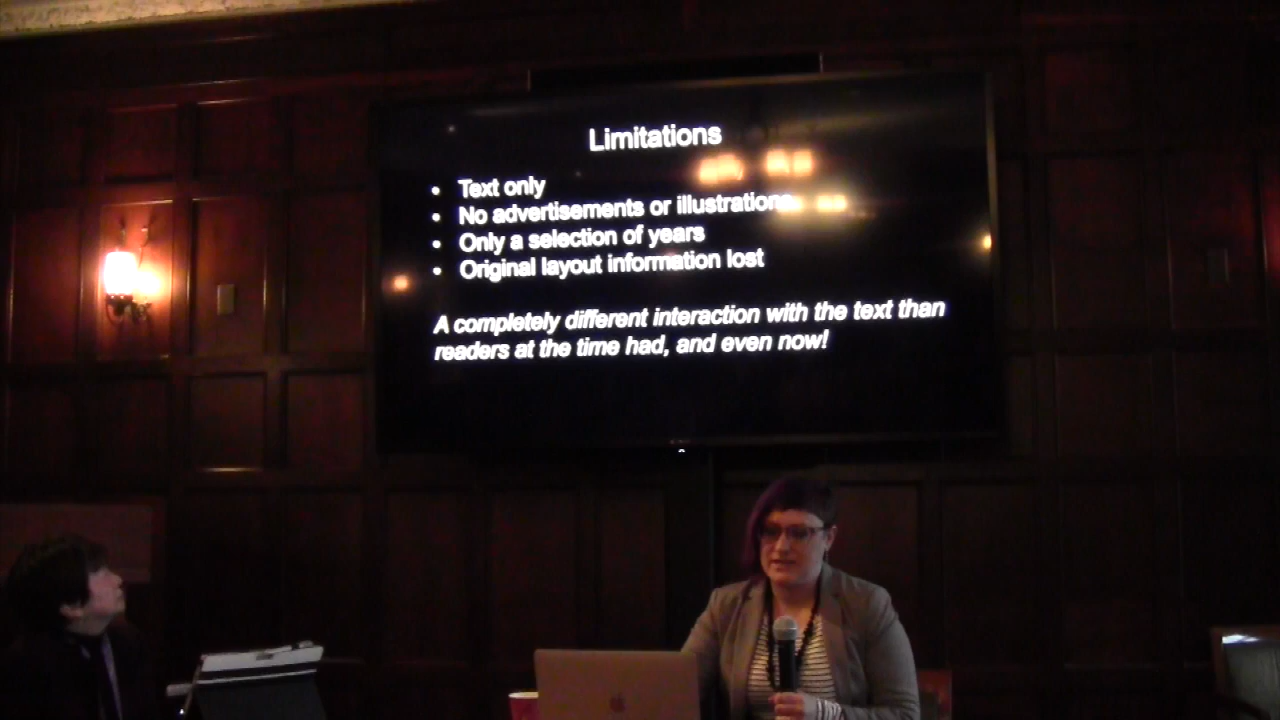 Limitations
• Text only
• No advertisements or illustrations
• Only a selection of years
• Original layout information lost
A completely different interaction with the text than
readers at the time had, and even now!